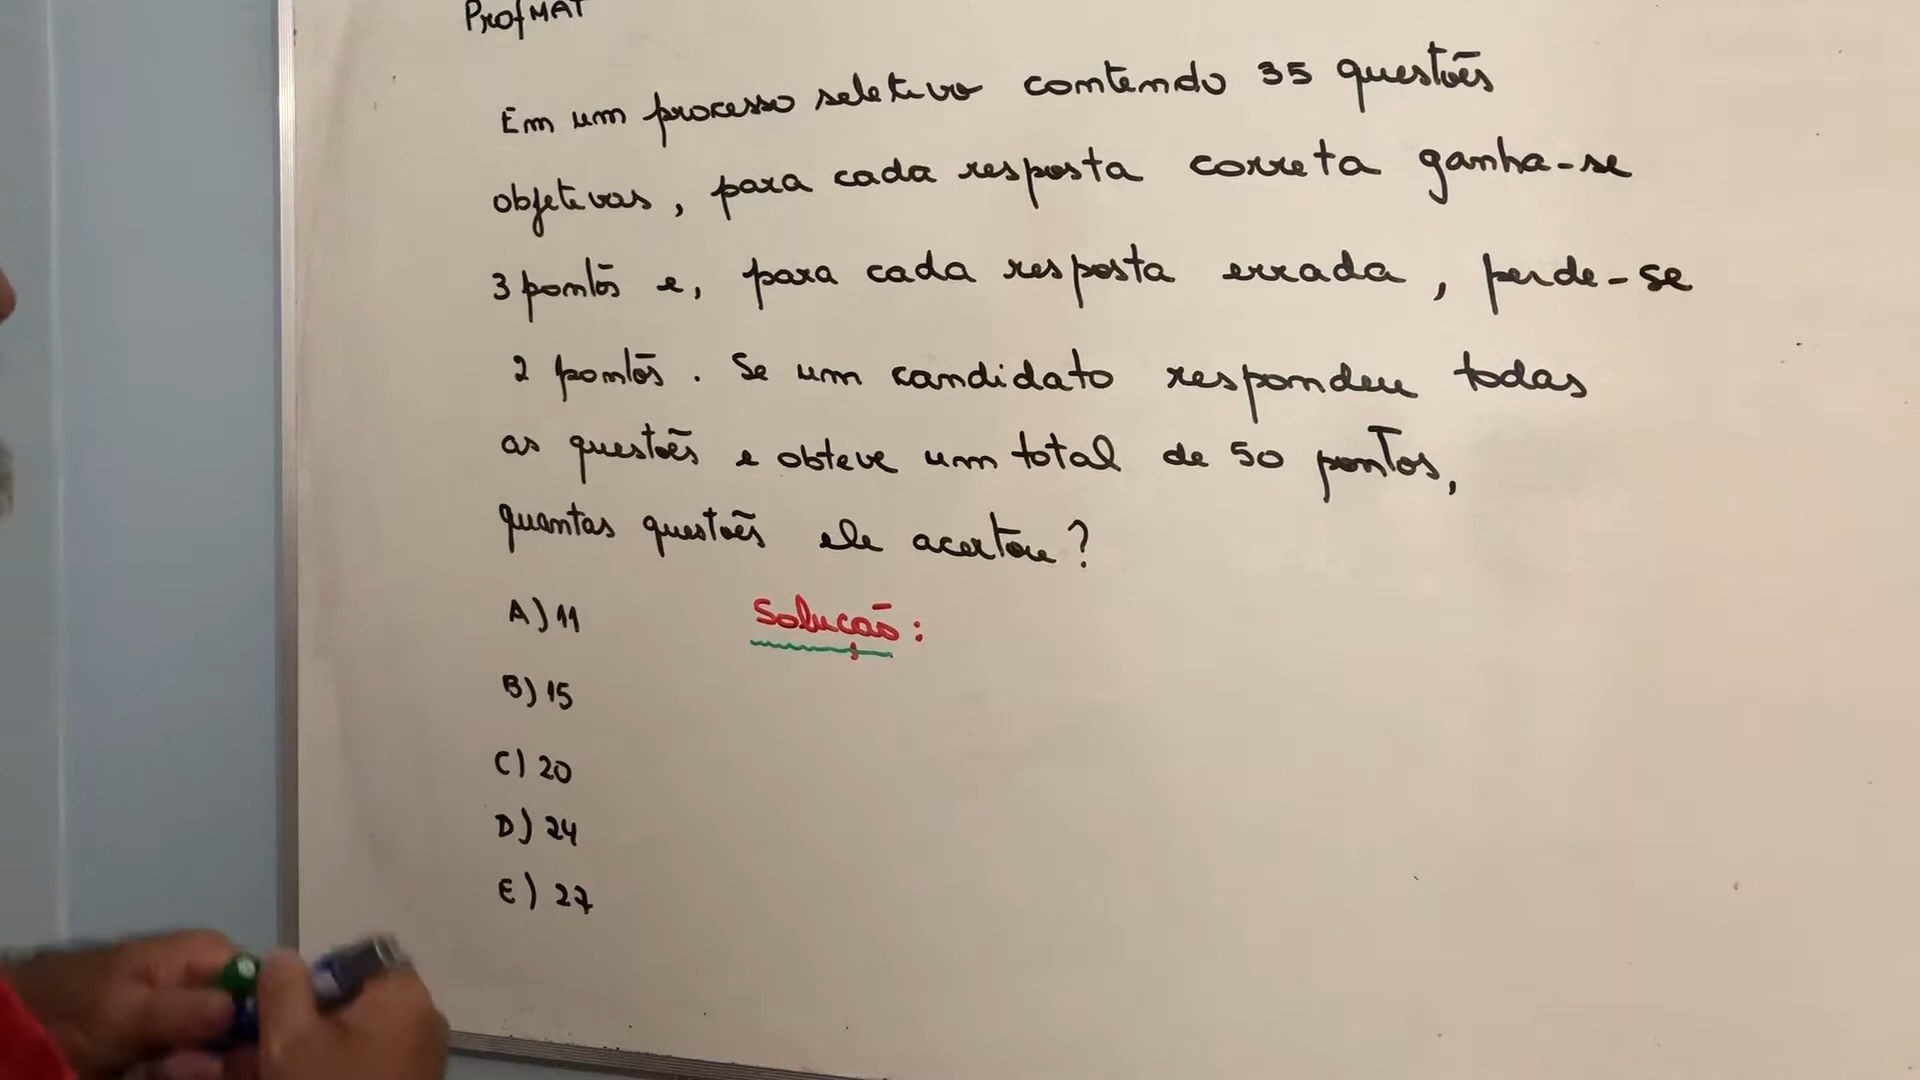 ProfMAT
Em um processo seletivo contendo 35 questões
objetivas, para cada resposta correta ganha-se
3 pontos e, para cada resposta errada, perde-se
2 pontos. Se um candidato respondeu todas
as questões e obteve um total de 50 pontos,
quantas questões ele acertou?
A) 11
Solução:
B) 15
C) 20
D) 24
E) 27